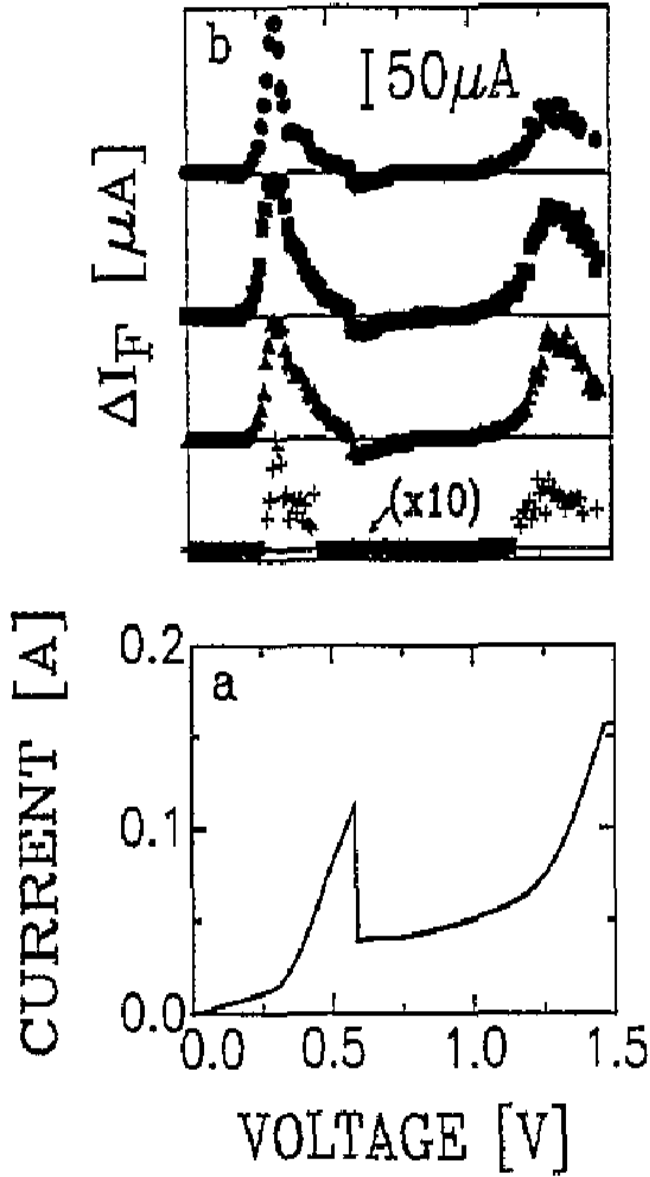 b
50μA
ΔI_F [μA]
(x10)
CURRENT [A]
0.2
a
0.1
0.0
0.0 0.5 1.0 1.5
VOLTAGE [V]